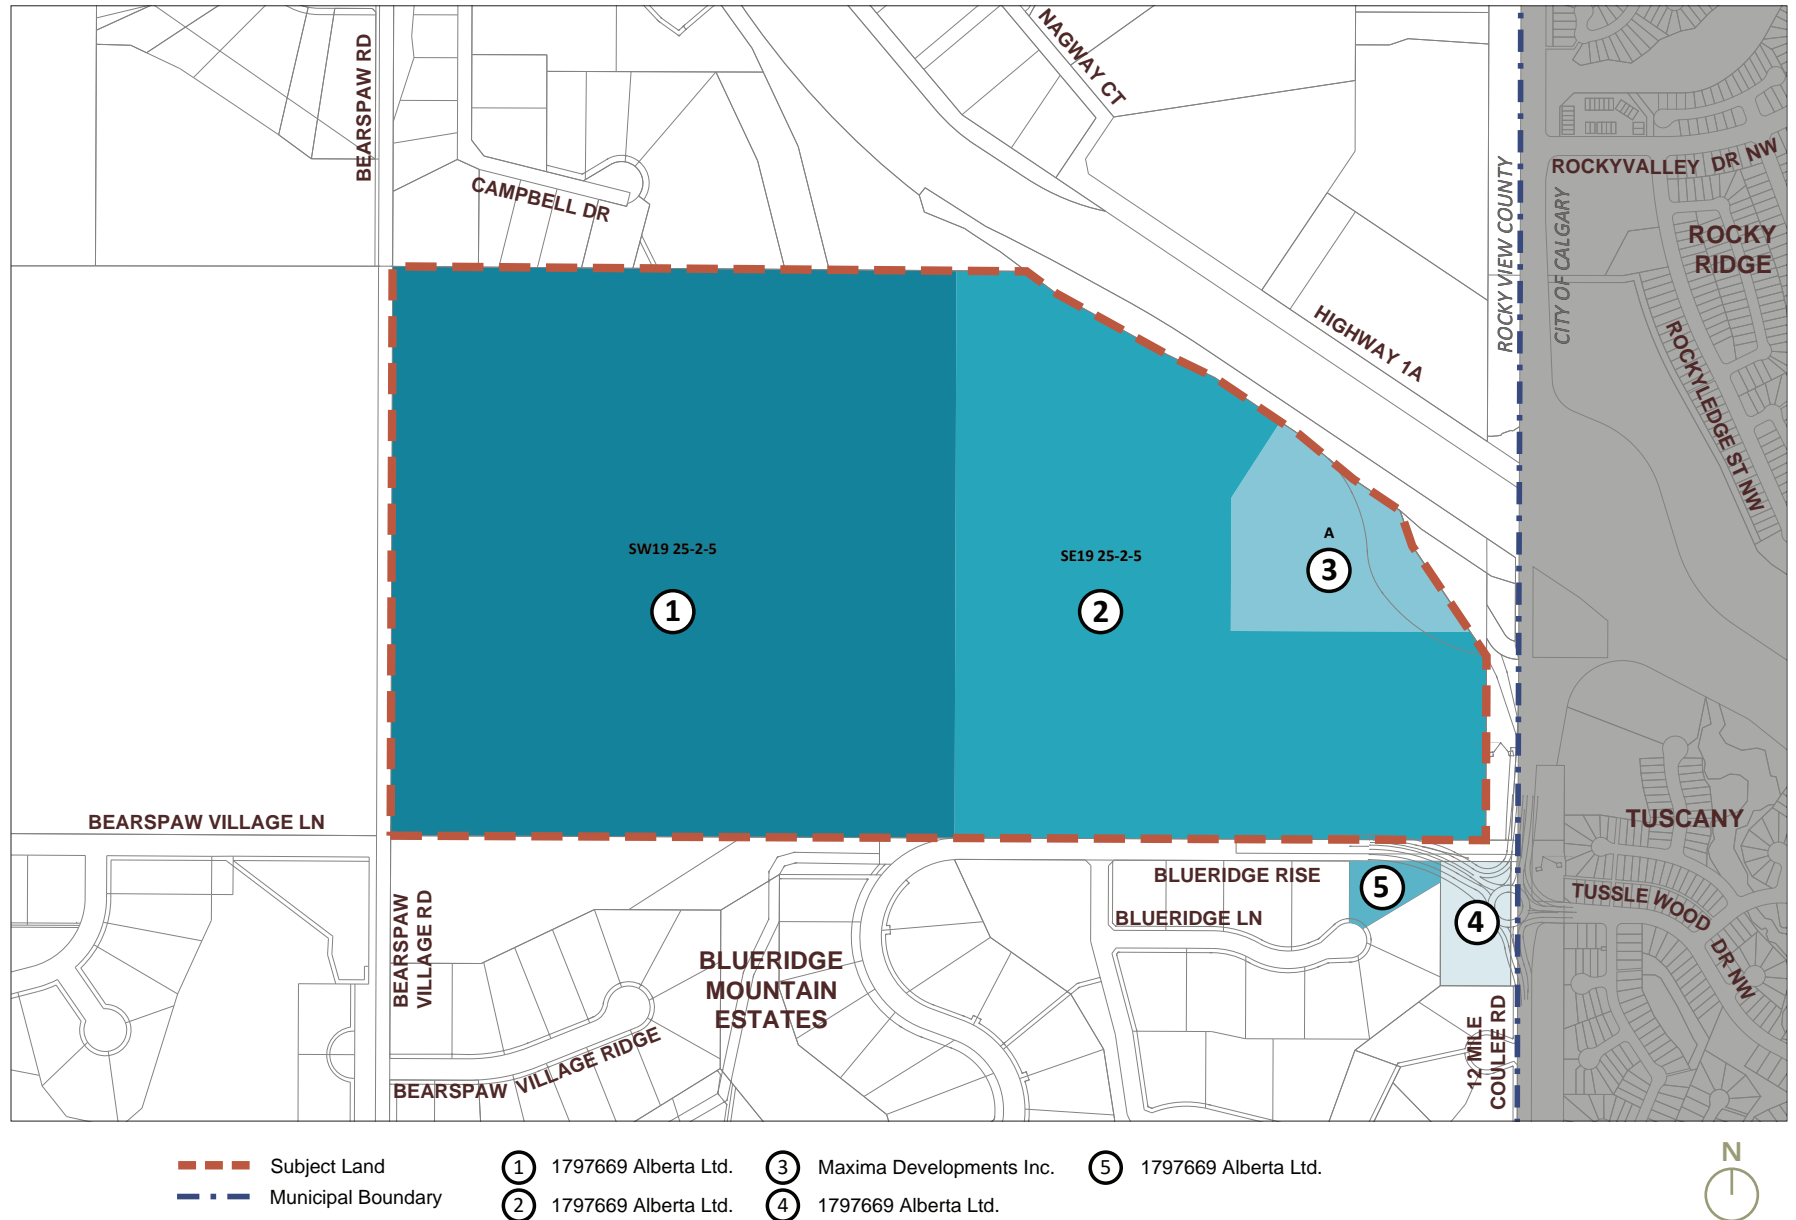 NAGWAY CT
BEARSPAW RD
CAMPBELL DR
ROCKYVALLEY DR NW
ROCKY VIEW COUNTY
CITY OF CALGARY
ROCKY
RIDGE
HIGHWAY 1A
ROCKYLEDGE ST NW
SW19 25-2-5
1
SE19 25-2-5
2
A
3
BEARSPAW VILLAGE LN
TUSCANY
BLUERIDGE RISE
5
BLUERIDGE LN
4
TUSSLE WOOD DR NW
BEARSPAW
VILLAGE RD
BLUERIDGE
MOUNTAIN
ESTATES
12 MILE
COULEE RD
BEARSPAW VILLAGE RIDGE
Subject Land
Municipal Boundary
1 1797669 Alberta Ltd.
2 1797669 Alberta Ltd.
3 Maxima Developments Inc.
4 1797669 Alberta Ltd.
5 1797669 Alberta Ltd.
N